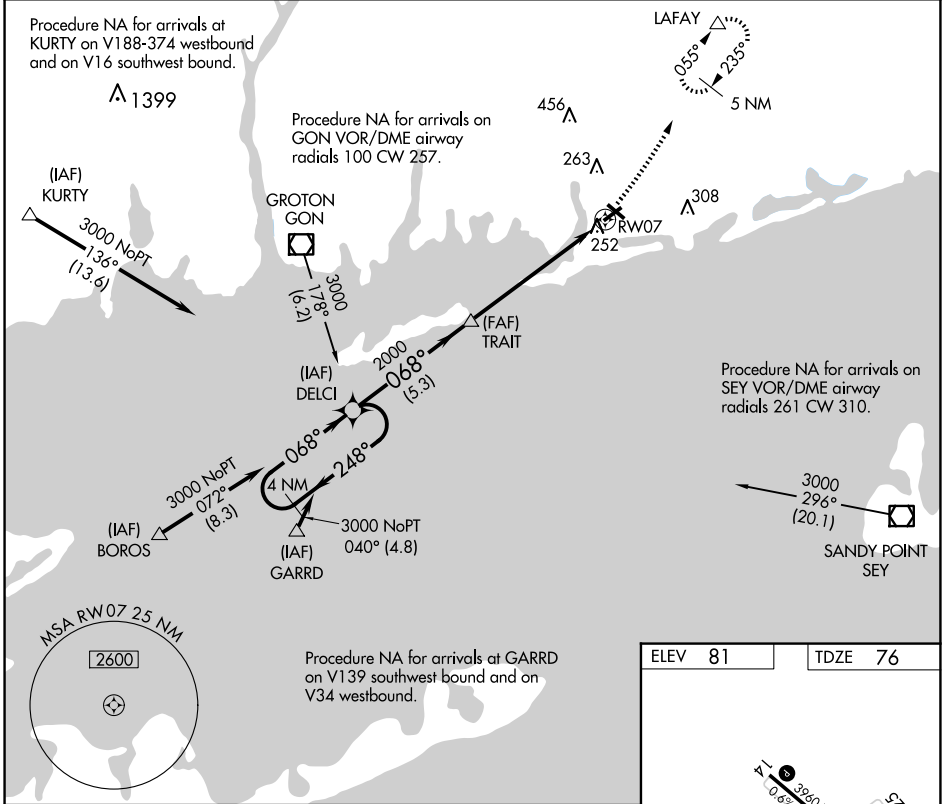 Procedure NA for arrivals at
KURTY on V188-374 westbound
and on V16 southwest bound.
1399
LAFAY
055°
235°
5 NM
456
Procedure NA for arrivals on
GON VOR/DME airway
radials 100 CW 257.
263
308
(IAF)
KURTY
3000 NoPT
136°
(13.6)
GROTON
GON
3000
178°
(6.2)
RW07
252
(FAF)
TRAIT
2000
068°
(5.3)
(IAF)
DELCI
Procedure NA for arrivals on
SEY VOR/DME airway
radials 261 CW 310.
068°
248°
4 NM
3000 NoPT
072°
(8.3)
(IAF)
BOROS
3000 NoPT
040° (4.8)
(IAF)
GARRD
3000
296°
(20.1)
SANDY POINT
SEY
MSA RW07 25 NM
2600
Procedure NA for arrivals at GARRD
on V139 southwest bound and on
V34 westbound.
ELEV 81
TDZE 76
14
P
0.6%
3960
25